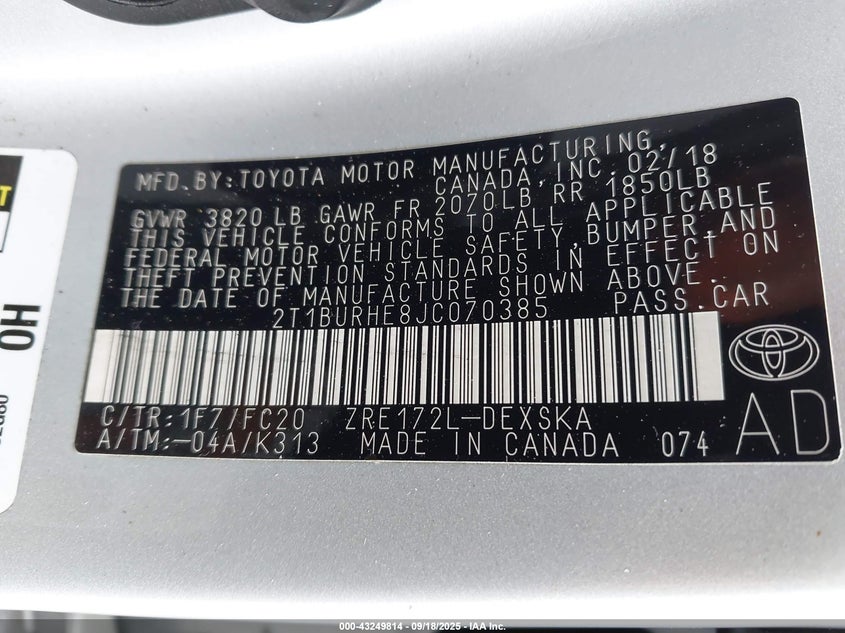 MFD. BY: TOYOTA MOTOR MANUFACTURING,
CANADA, INC. 02/18
GVWR 3820 LB GAWR FR 2070LB RR 1850LB
THIS VEHICLE CONFORMS TO ALL APPLICABLE
FEDERAL MOTOR VEHICLE SAFETY, BUMPER, AND
THEFT PREVENTION STANDARDS IN EFFECT ON
THE DATE OF MANUFACTURE SHOWN ABOVE.
2T1BURHE8JC070385 PASS. CAR
C/TR: 1F7/FC20 ZRE172L-DEXSKA
A/TM: -04A/K313 MADE IN CANADA 074
AD
HO
000-43249814 - 09/18/2025 - IAA Inc.